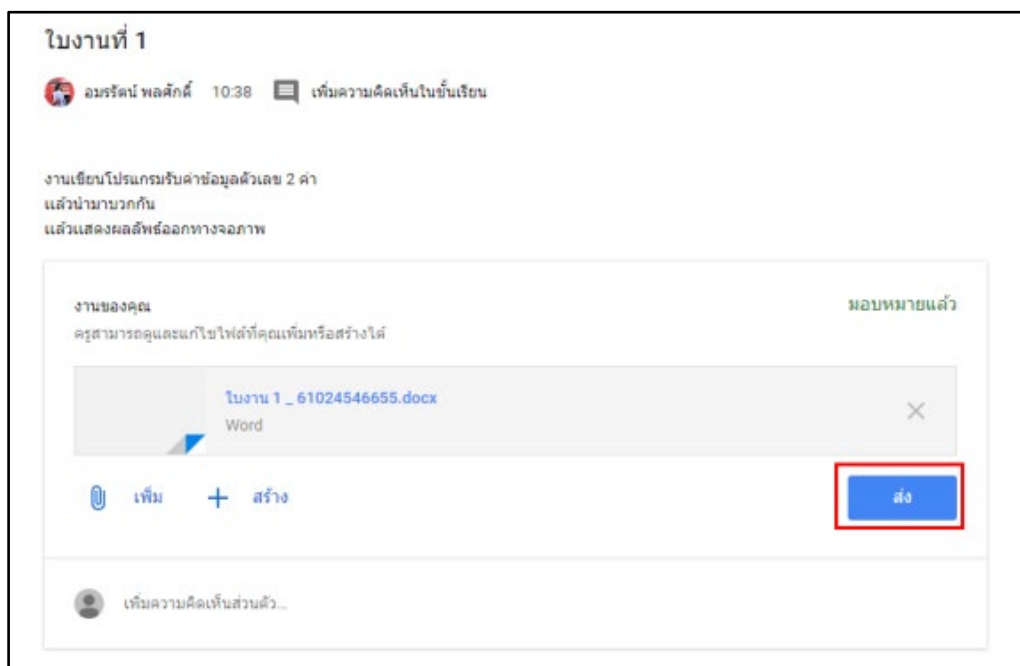 ใบงานที่ 1
อมรรัตน์ พลศักดิ์ 10:38 เพิ่มความคิดเห็นในชั้นเรียน
งานเขียนโปรแกรมรับค่าข้อมูลตัวเลข 2 ค่า
แล้วนำมาบวกกัน
แล้วแสดงผลลัพธ์ออกทางจอภาพ
งานของคุณ มอบหมายแล้ว
ครูสามารถดูและแก้ไขไฟล์ที่คุณเพิ่มหรือสร้างได้
ใบงาน 1 _ 61024546655.docx
Word
เพิ่ม สร้าง ส่ง
เพิ่มความคิดเห็นส่วนตัว...